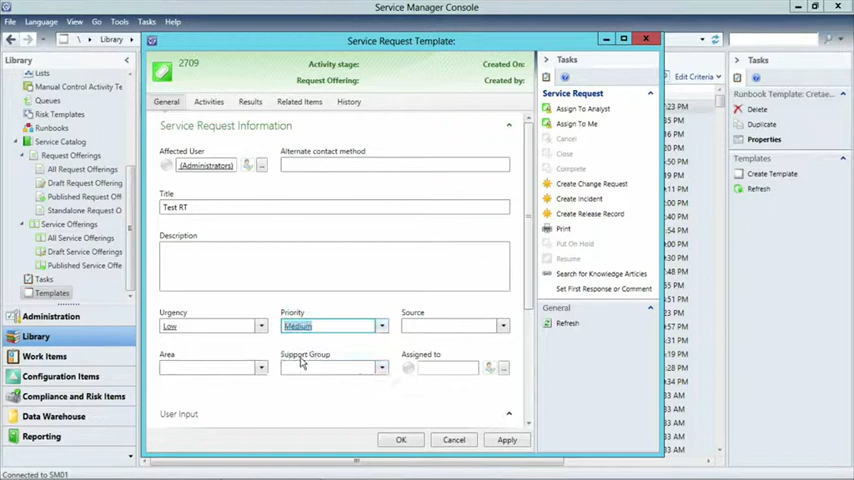 Service Manager Console
File Language View Go Tools Tasks Help
\ Library
Library
Lists
Manual Control Activity Te
Queues
Risk Templates
Runbooks
Service Catalog
Request Offerings
All Request Offerings
Draft Request Offering
Published Request Off
Standalone Request O
Service Offerings
All Service Offerings
Draft Service Offerings
Published Service Offe
Tasks
Templates
Administration
Library
Work Items
Configuration Items
Compliance and Risk Items
Data Warehouse
Reporting
Connected to SM01
Service Request Template:
2709
Activity stage:
Created On:
Request Offering:
Created by:
General Activities Results Related Items History
Service Request Information
Affected User
Alternate contact method
(Administrators)
...
Title
Test RT
Description
Urgency
Priority
Source
Low
Medium
Area
Support Group
Assigned to
...
User Input
OK Cancel Apply
Tasks
Service Request
Assign To Analyst
Assign To Me
Cancel
Close
Complete
Create Change Request
Create Incident
Create Release Record
Print
Put On Hold
Resume
Search for Knowledge Articles
Set First Response or Comment
General
Refresh
Edit Criteria
:23 PM
Tasks
Runbook Template: Cretae
Delete
Duplicate
Properties
Templates
Create Template
Refresh